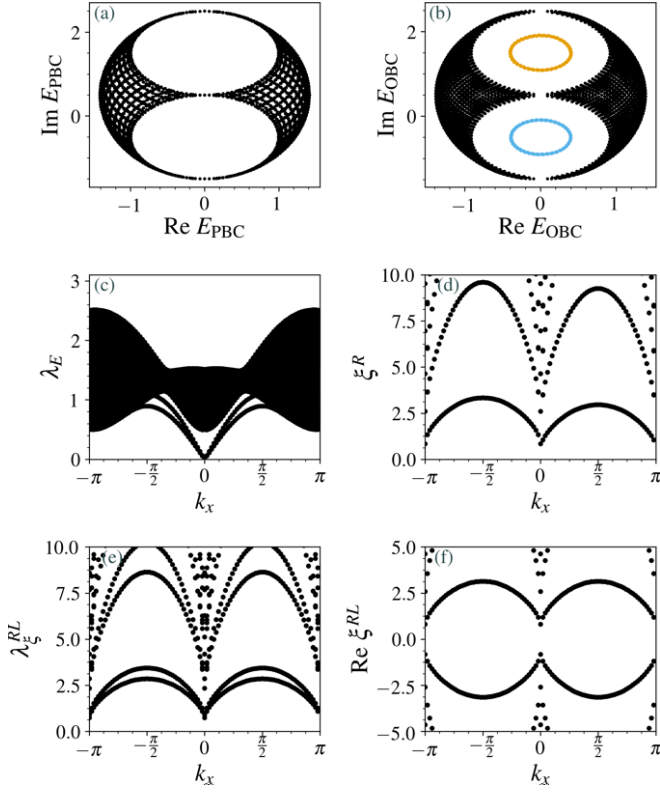 (a)
(b)
Im E_PBC
2
0
−1
0
1
Re E_PBC
Im E_OBC
2
0
−1
0
1
Re E_OBC
(c)
(d)
λ_E
3
2
1
0
−π
−π/2
0
π/2
π
k_x
ξ^R
10.0
7.5
5.0
2.5
0.0
−π
−π/2
0
π/2
π
k_x
(e)
(f)
λ_ξ^RL
10.0
7.5
5.0
2.5
0.0
−π
−π/2
0
π/2
π
k_x
Re ξ^RL
5.0
2.5
0.0
−2.5
−5.0
−π
−π/2
0
π/2
π
k_x